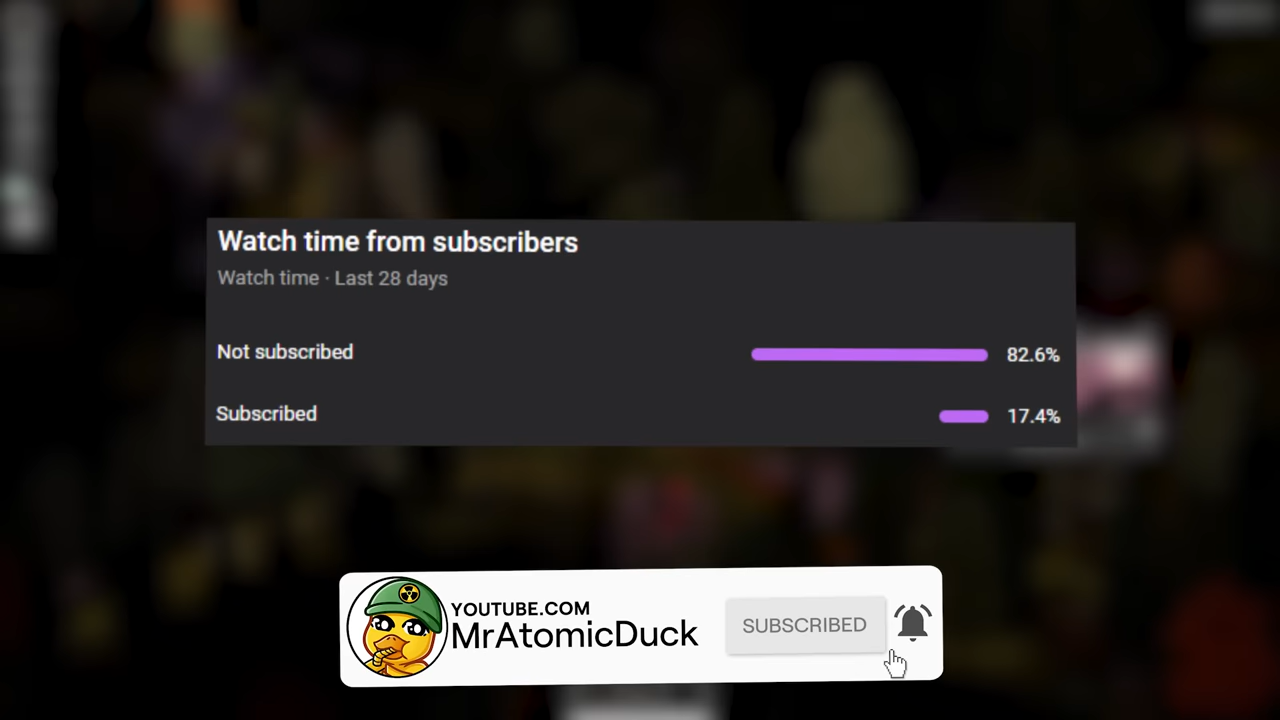 Watch time from subscribers
Watch time · Last 28 days
Not subscribed 82.6%
Subscribed 17.4%
YOUTUBE.COM
MrAtomicDuck
SUBSCRIBED